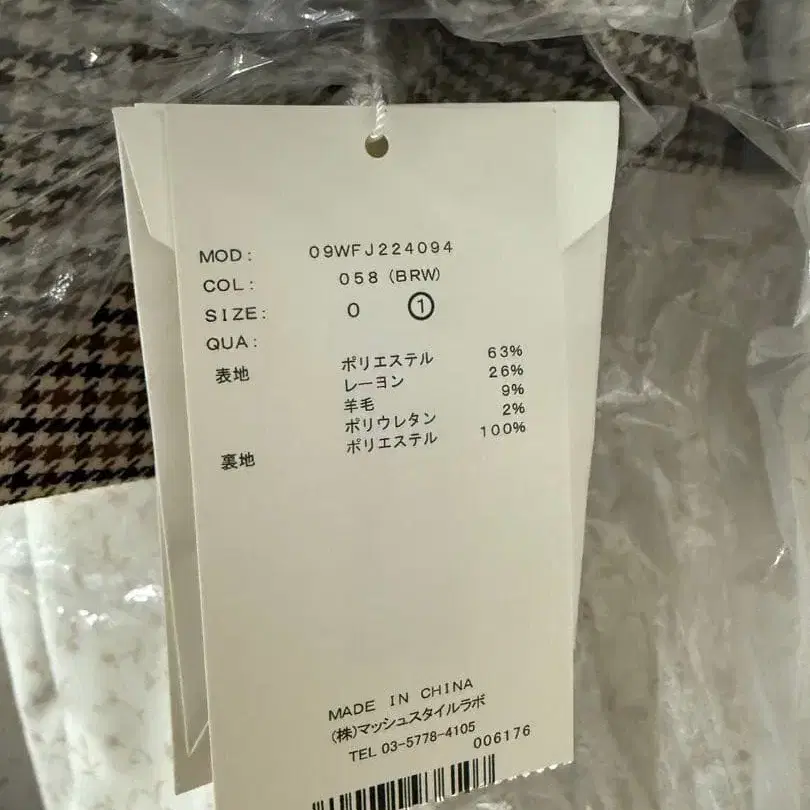 MOD: 09WFJ224094
COL: 058 (BRW)
SIZE: 0 ①
QUA:
表地 ポリエステル 63%
レーヨン 26%
羊毛 9%
ポリウレタン 2%
裏地 ポリエステル 100%
MADE IN CHINA
(株)マッシュスタイルラボ
TEL 03-5778-4105
006176